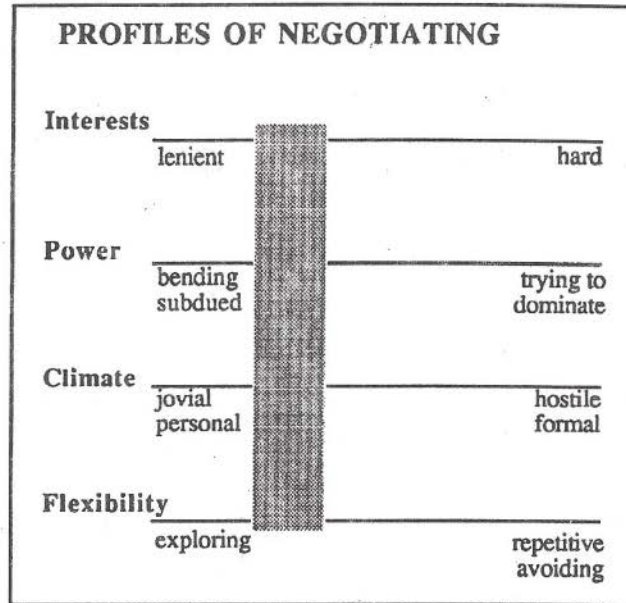 PROFILES OF NEGOTIATING
Interests
lenient hard
Power
bending trying to
subdued dominate
Climate
jovial hostile
personal formal
Flexibility
exploring repetitive
avoiding